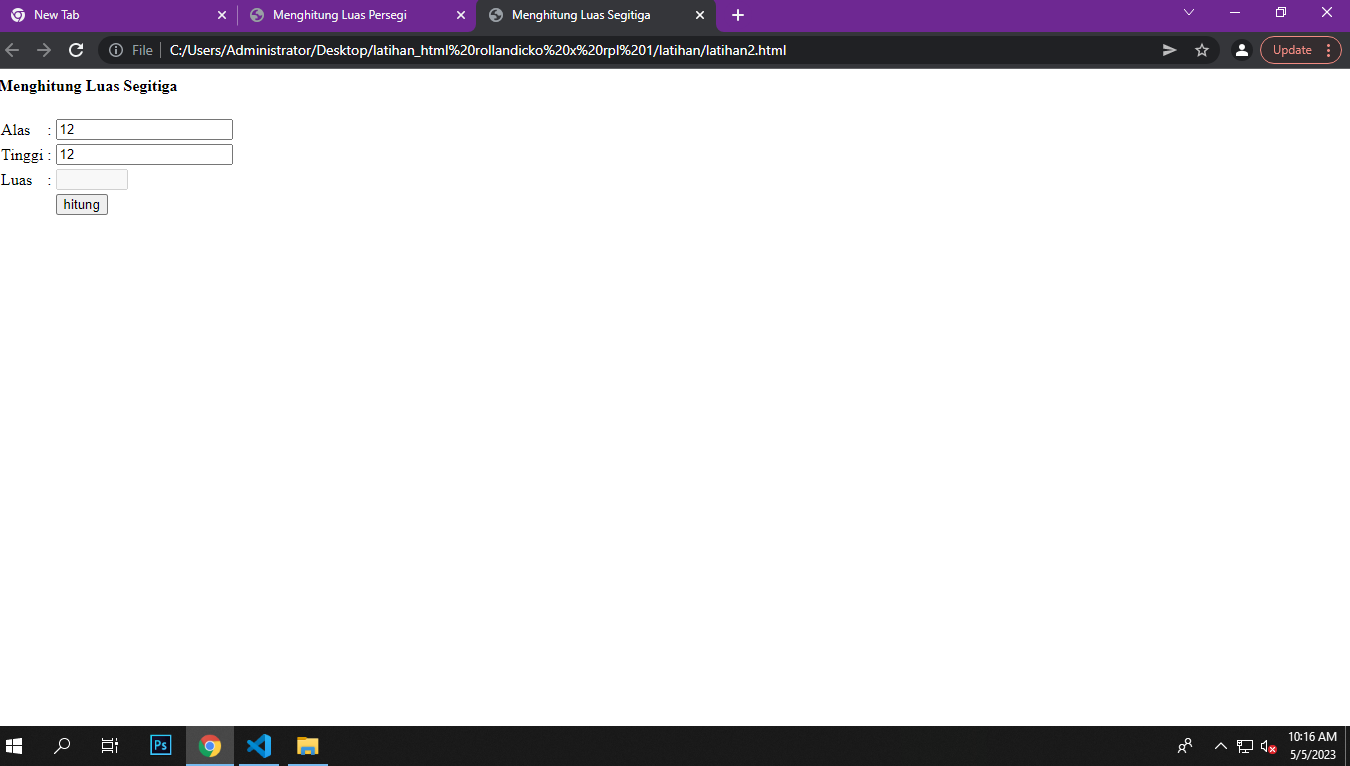 New Tab
Menghitung Luas Persegi
Menghitung Luas Segitiga
File
C:/Users/Administrator/Desktop/latihan_html%20rollandicko%20x%20rpl%201/latihan/latihan2.html
Update
Menghitung Luas Segitiga
Alas : 12
Tinggi : 12
Luas :
hitung
Ps
10:16 AM
5/5/2023